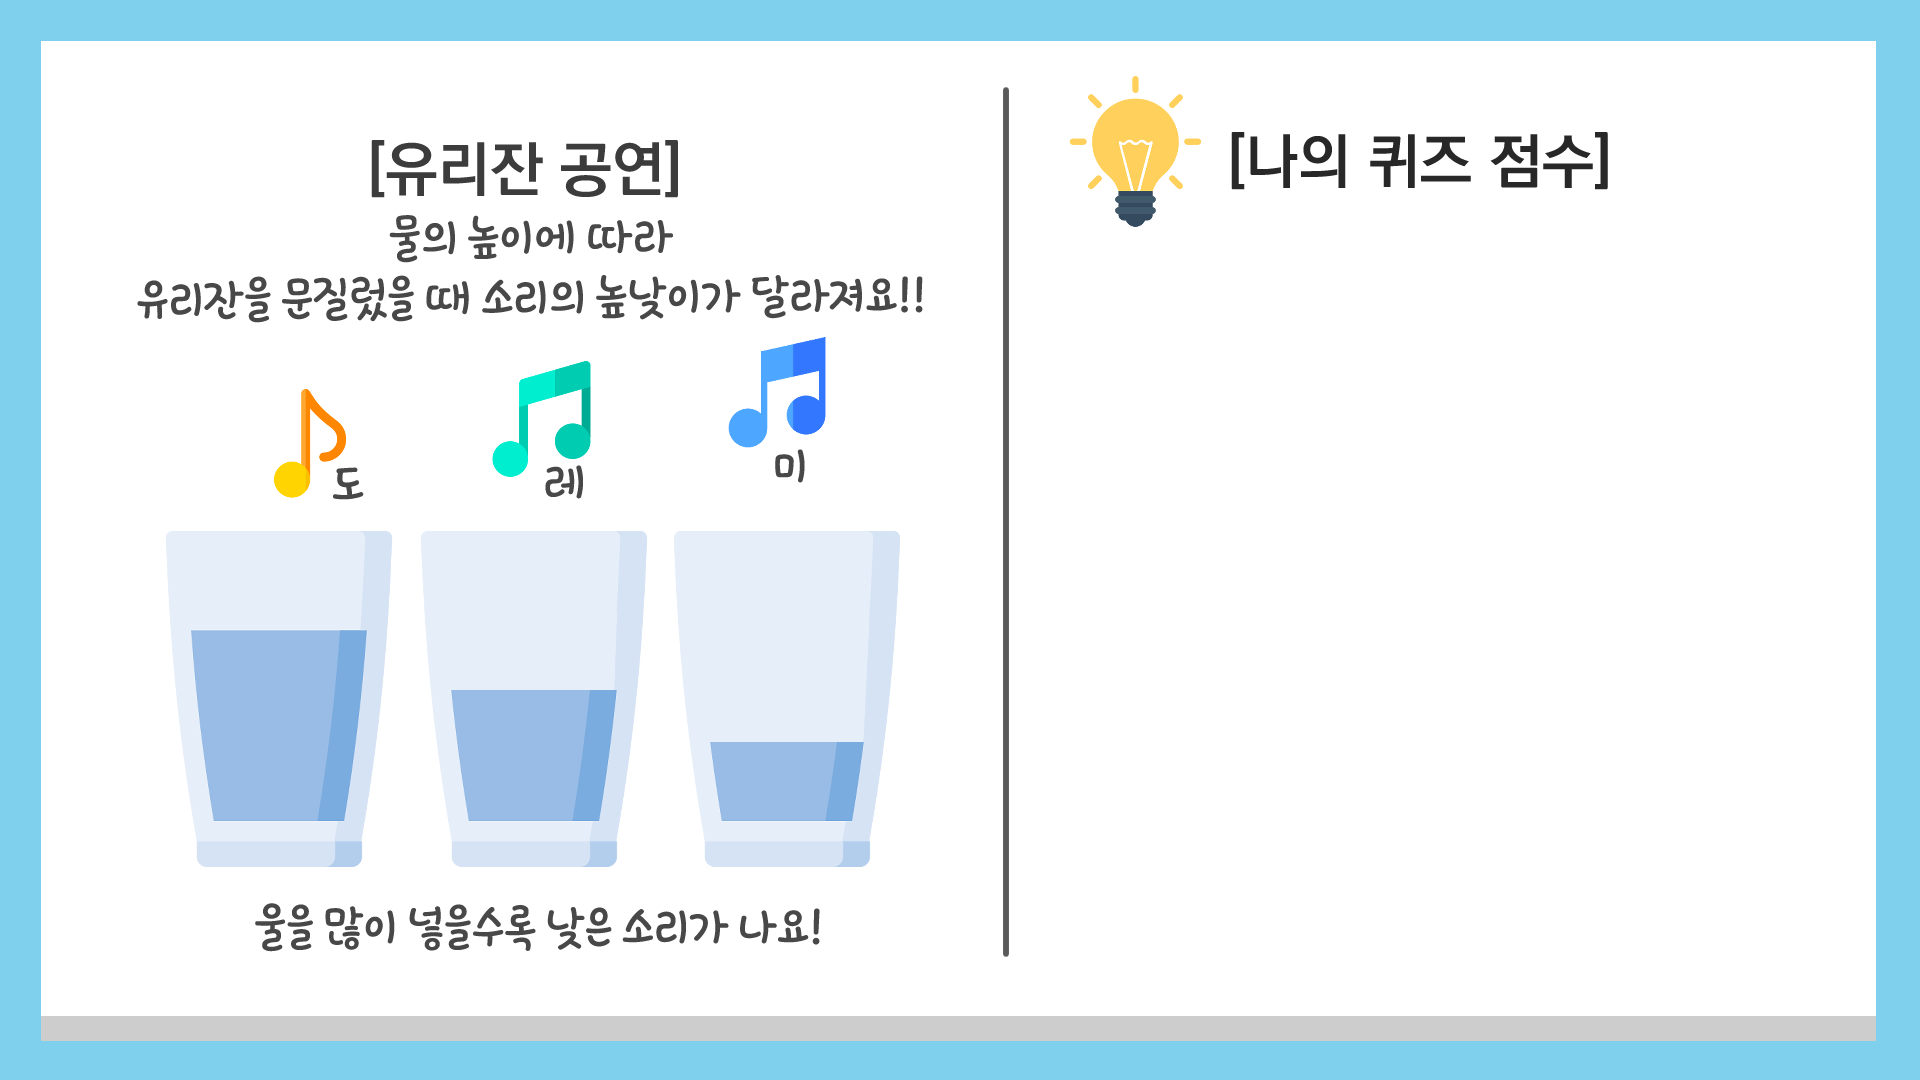 [유리잔 공연]
물의 높이에 따라
유리잔을 문질렀을 때 소리의 높낮이가 달라져요!!
도
레
미
울을 많이 넣을수록 낮은 소리가 나요!
[나의 퀴즈 점수]